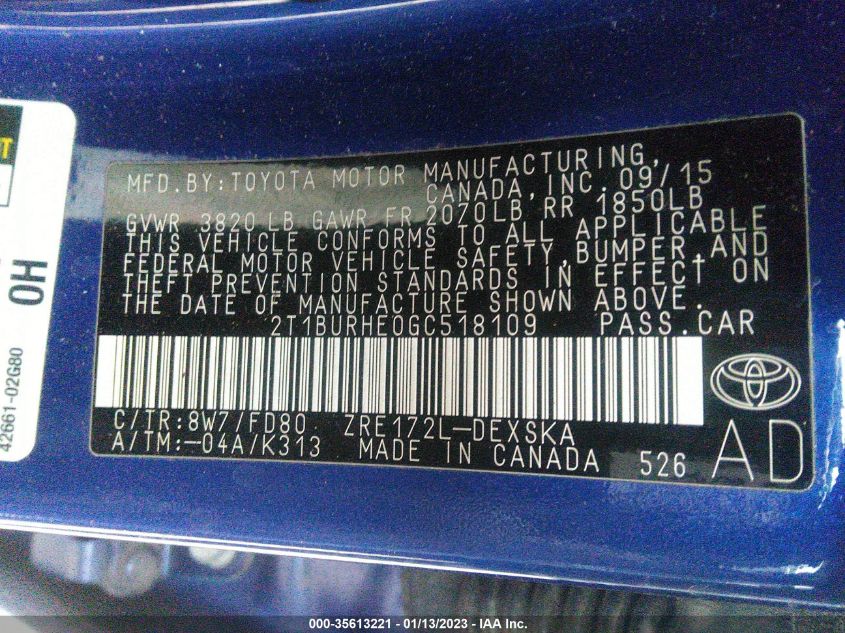 MFD.BY:TOYOTA MOTOR MANUFACTURING,
CANADA,INC. 09/15
GVWR 3820 LB GAWR FR 2070LB RR 1850LB
THIS VEHICLE CONFORMS TO ALL APPLICABLE
FEDERAL MOTOR VEHICLE SAFETY,BUMPER,AND
THEFT PREVENTION STANDARDS IN EFFECT ON
THE DATE OF MANUFACTURE SHOWN ABOVE.
2T1BURHE0GC518109 PASS.CAR
C/TR:8W7/FD80 ZRE172L-DEXSKA
A/TM:-04A/K313 MADE IN CANADA 526
AD
0H
42661-02G80
000-35613221 - 01/13/2023 - IAA Inc.